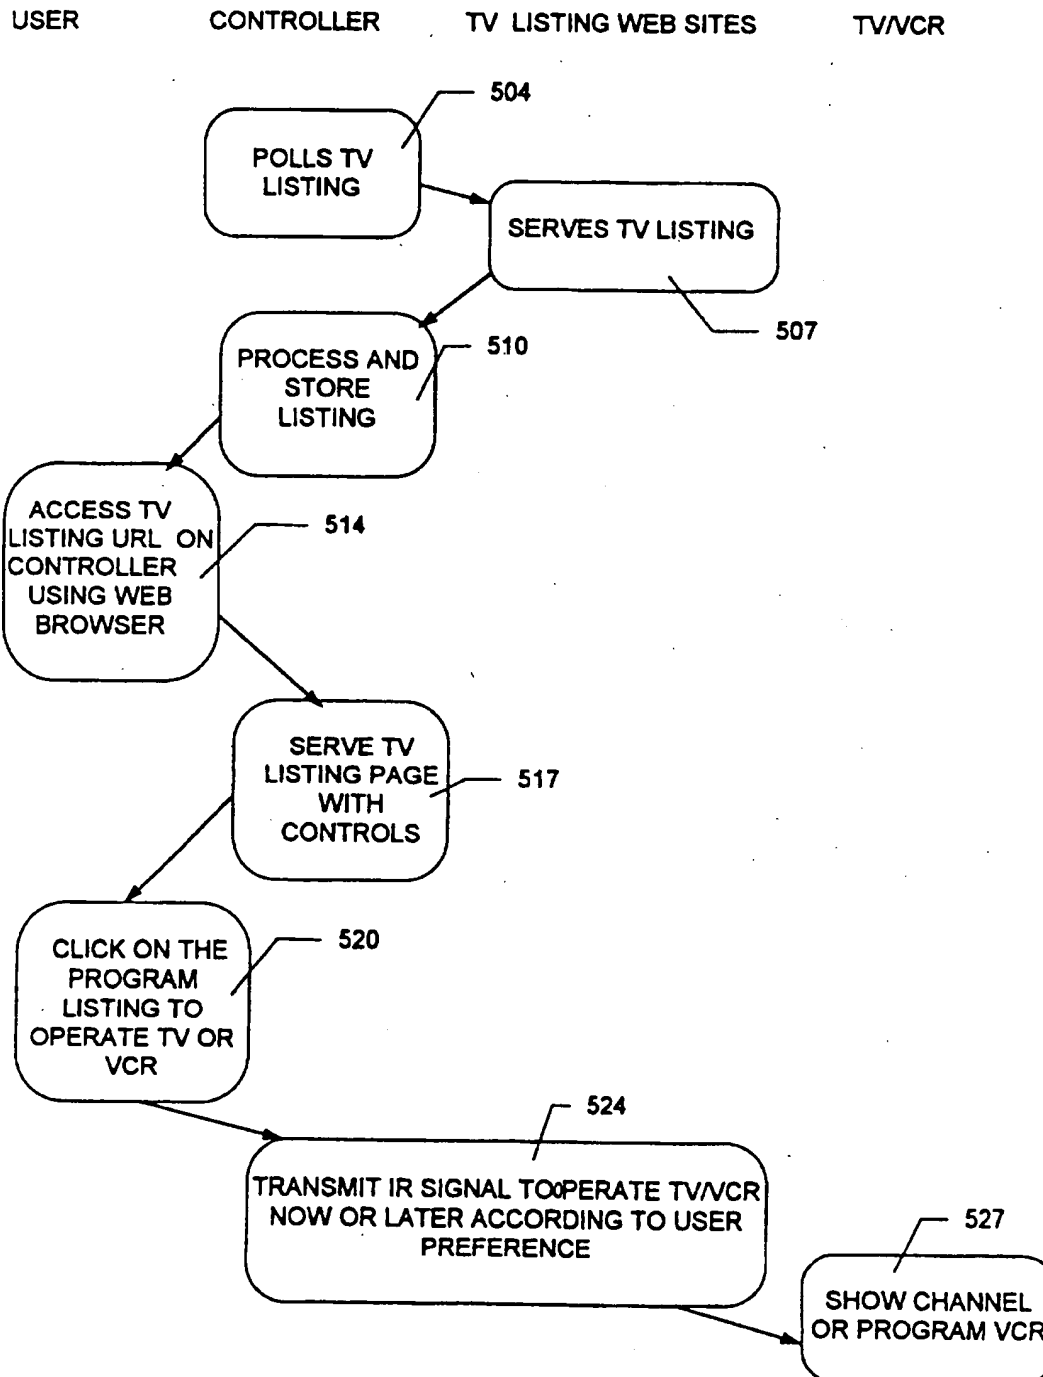 USER CONTROLLER TV LISTING WEB SITES TV/VCR
504
POLLS TV
LISTING
SERVES TV LISTING
507
510
PROCESS AND
STORE
LISTING
ACCESS TV
LISTING URL ON
CONTROLLER
USING WEB
BROWSER
514
SERVE TV
LISTING PAGE
WITH
CONTROLS
517
CLICK ON THE
PROGRAM
LISTING TO
OPERATE TV OR
VCR
520
524
TRANSMIT IR SIGNAL TOOPERATE TV/VCR
NOW OR LATER ACCORDING TO USER
PREFERENCE
527
SHOW CHANNEL
OR PROGRAM VCR